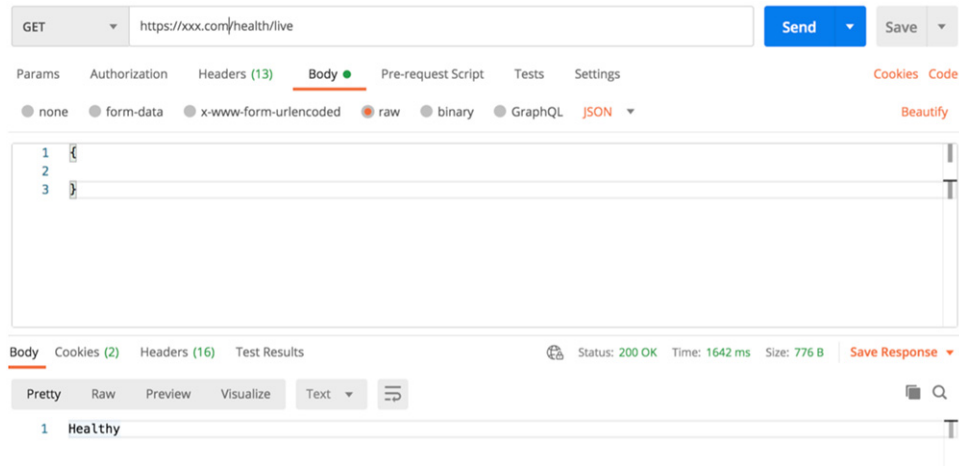 GET https://xxx.com/health/live Send Save
Params Authorization Headers (13) Body Pre-request Script Tests Settings Cookies Code
none form-data x-www-form-urlencoded raw binary GraphQL JSON Beautify
1 {
2
3 }
Body Cookies (2) Headers (16) Test Results Status: 200 OK Time: 1642 ms Size: 776 B Save Response
Pretty Raw Preview Visualize Text
1 Healthy